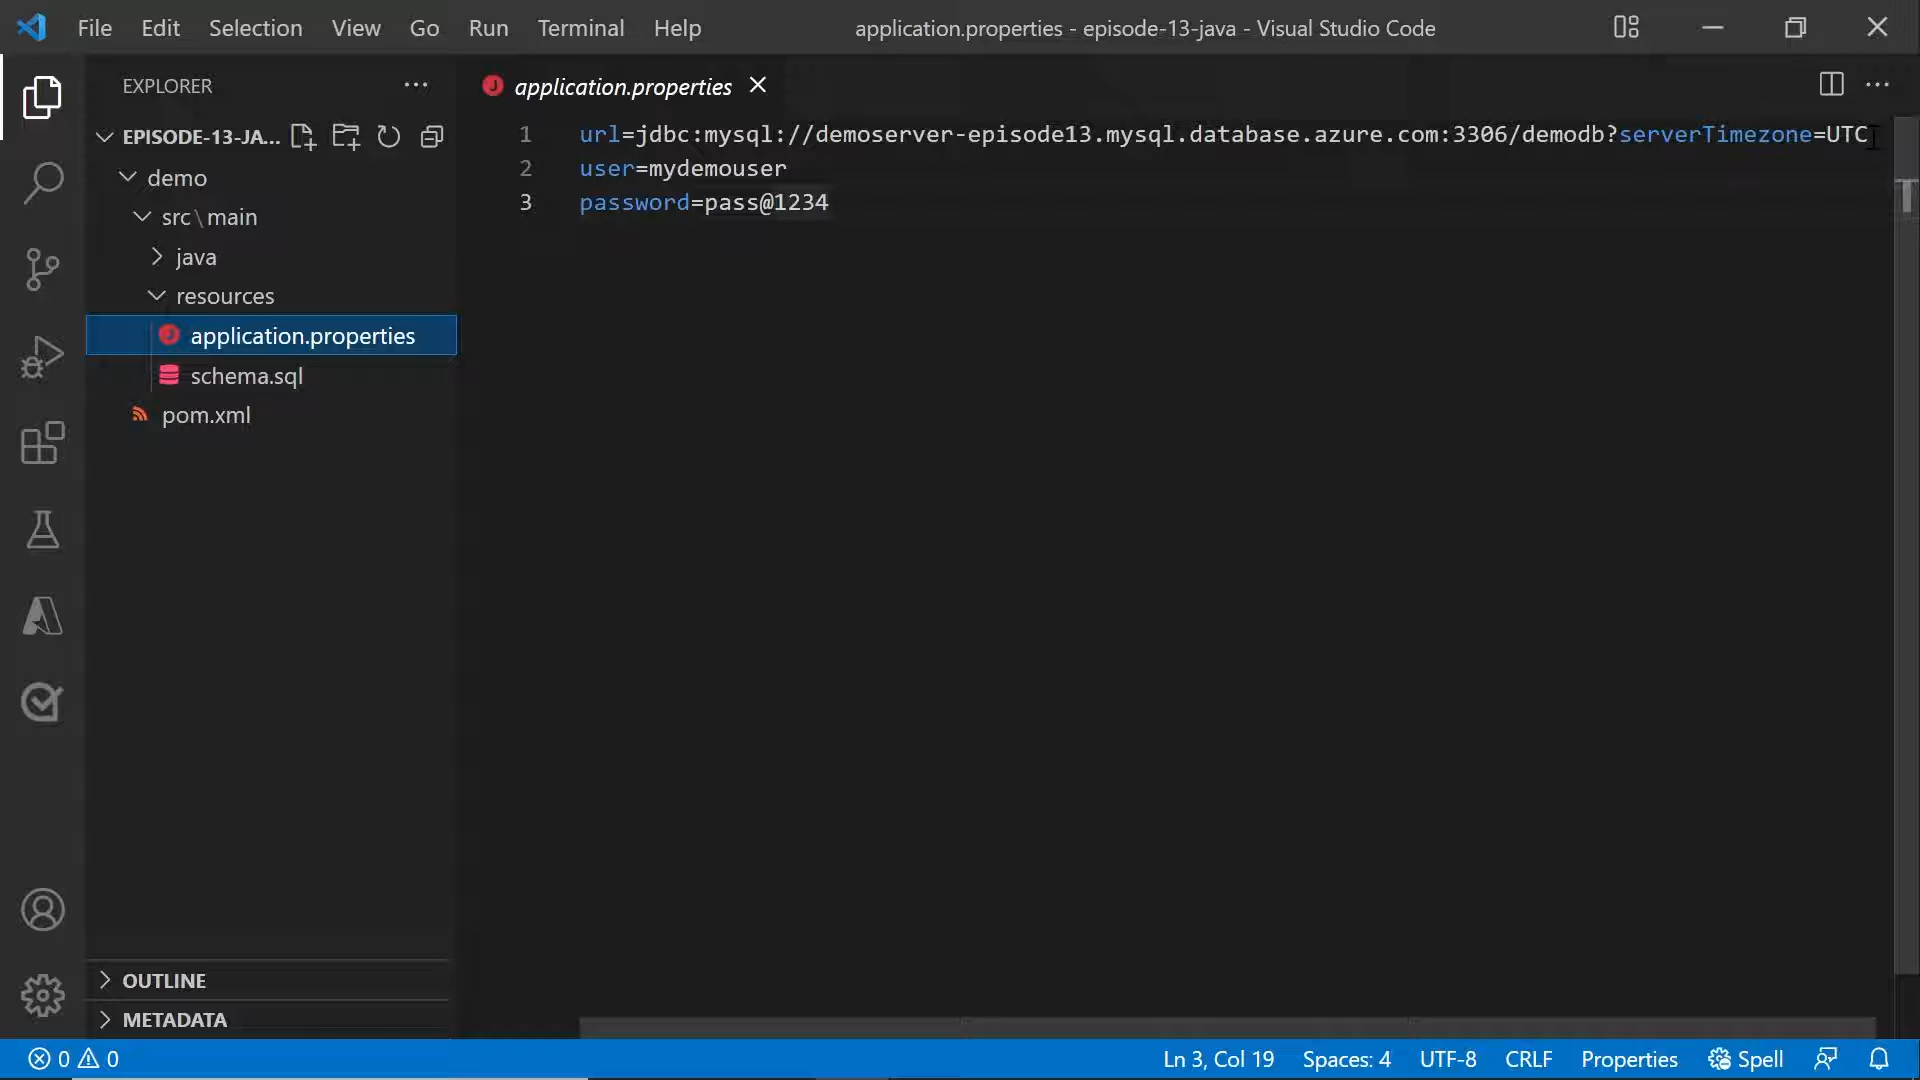 File Edit Selection View Go Run Terminal Help application.properties - episode-13-java - Visual Studio Code
EXPLORER
application.properties
EPISODE-13-JA...
demo
src\main
java
resources
application.properties
schema.sql
pom.xml
1 url=jdbc:mysql://demoserver-episode13.mysql.database.azure.com:3306/demodb?serverTimezone=UTC
2 user=mydemouser
3 password=pass@1234
OUTLINE
METADATA
0 0 Ln 3, Col 19 Spaces: 4 UTF-8 CRLF Properties Spell